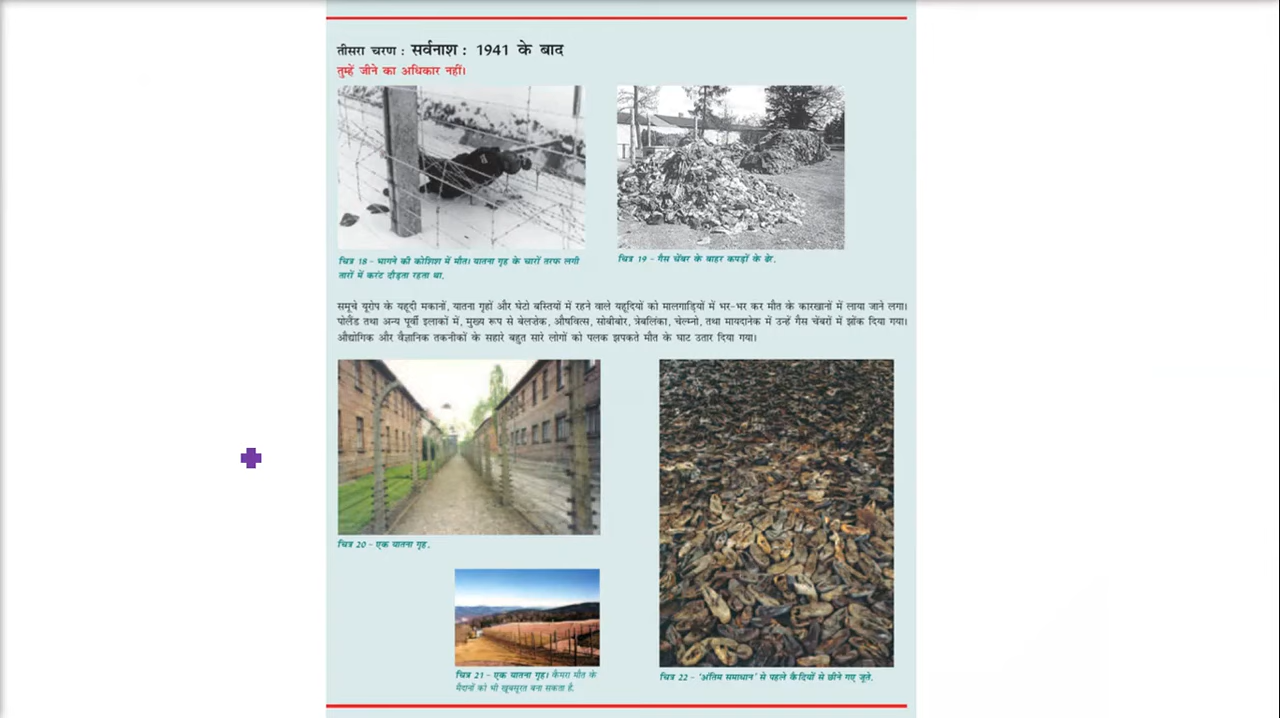 तीसरा चरण : सर्वनाश : 1941 के बाद
तुम्हें जीने का अधिकार नहीं।
चित्र 18 - भागने की कोशिश में मौत। यातना गृह के चारों तरफ लगी
तारों में करंट दौड़ता रहता था.
चित्र 19 - गैस चेंबर के बाहर कपड़ों के ढेर.
समूचे यूरोप के यहूदी मकानों, यातना गृहों और घेटो बस्तियों में रहने वाले यहूदियों को मालगाड़ियों में भर-भर कर मौत के कारखानों में लाया जाने लगा।
पोलैंड तथा अन्य पूर्वी इलाकों में, मुख्य रूप से बेलज़ेक, औषवित्स, सोबीबोर, त्रेबलिंका, चेल्म्नो, तथा मायदानेक में उन्हें गैस चेंबरों में झोंक दिया गया।
औद्योगिक और वैज्ञानिक तकनीकों के सहारे बहुत सारे लोगों को पलक झपकते मौत के घाट उतार दिया गया।
चित्र 20 - एक यातना गृह.
चित्र 21 - एक यातना गृह। कैमरा मौत के
मैदानों को भी खूबसूरत बना सकता है.
चित्र 22 - 'अंतिम समाधान' से पहले कैदियों से छीने गए जूते.